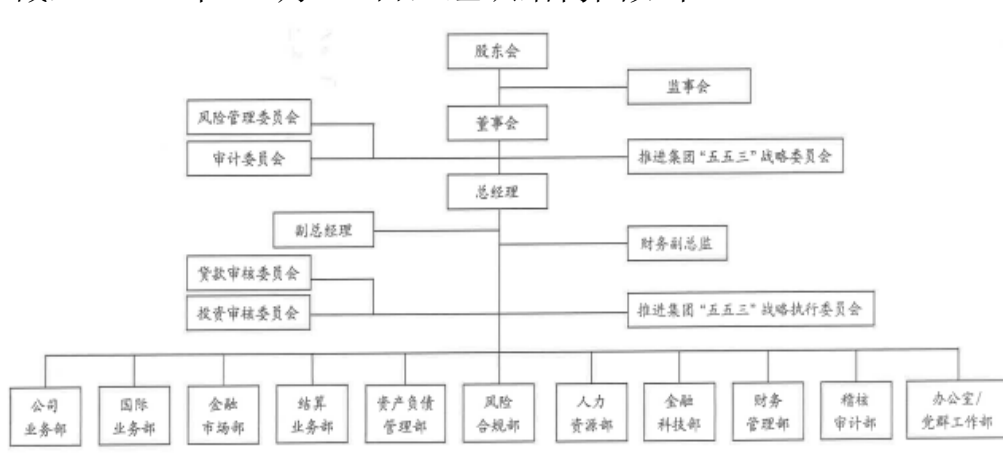 股东会
监事会
风险管理委员会
董事会
审计委员会
推进集团“五五三”战略委员会
总经理
副总经理
财务副总监
贷款审核委员会
投资审核委员会
推进集团“五五三”战略执行委员会
公司
业务部
国际
业务部
金融
市场部
结算
业务部
资产负债
管理部
风险
合规部
人力
资源部
金融
科技部
财务
管理部
稽核
审计部
办公室/
党群工作部